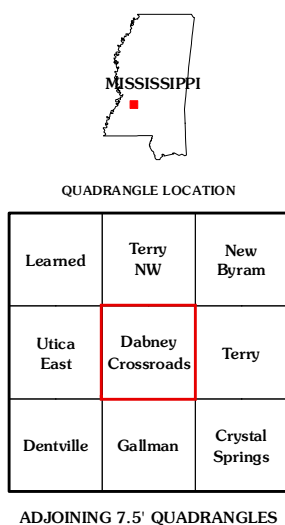 MISSISSIPPI
QUADRANGLE LOCATION
Learned
Terry
NW
New
Byram
Utica
East
Dabney
Crossroads
Terry
Dentville
Gallman
Crystal
Springs
ADJOINING 7.5' QUADRANGLES